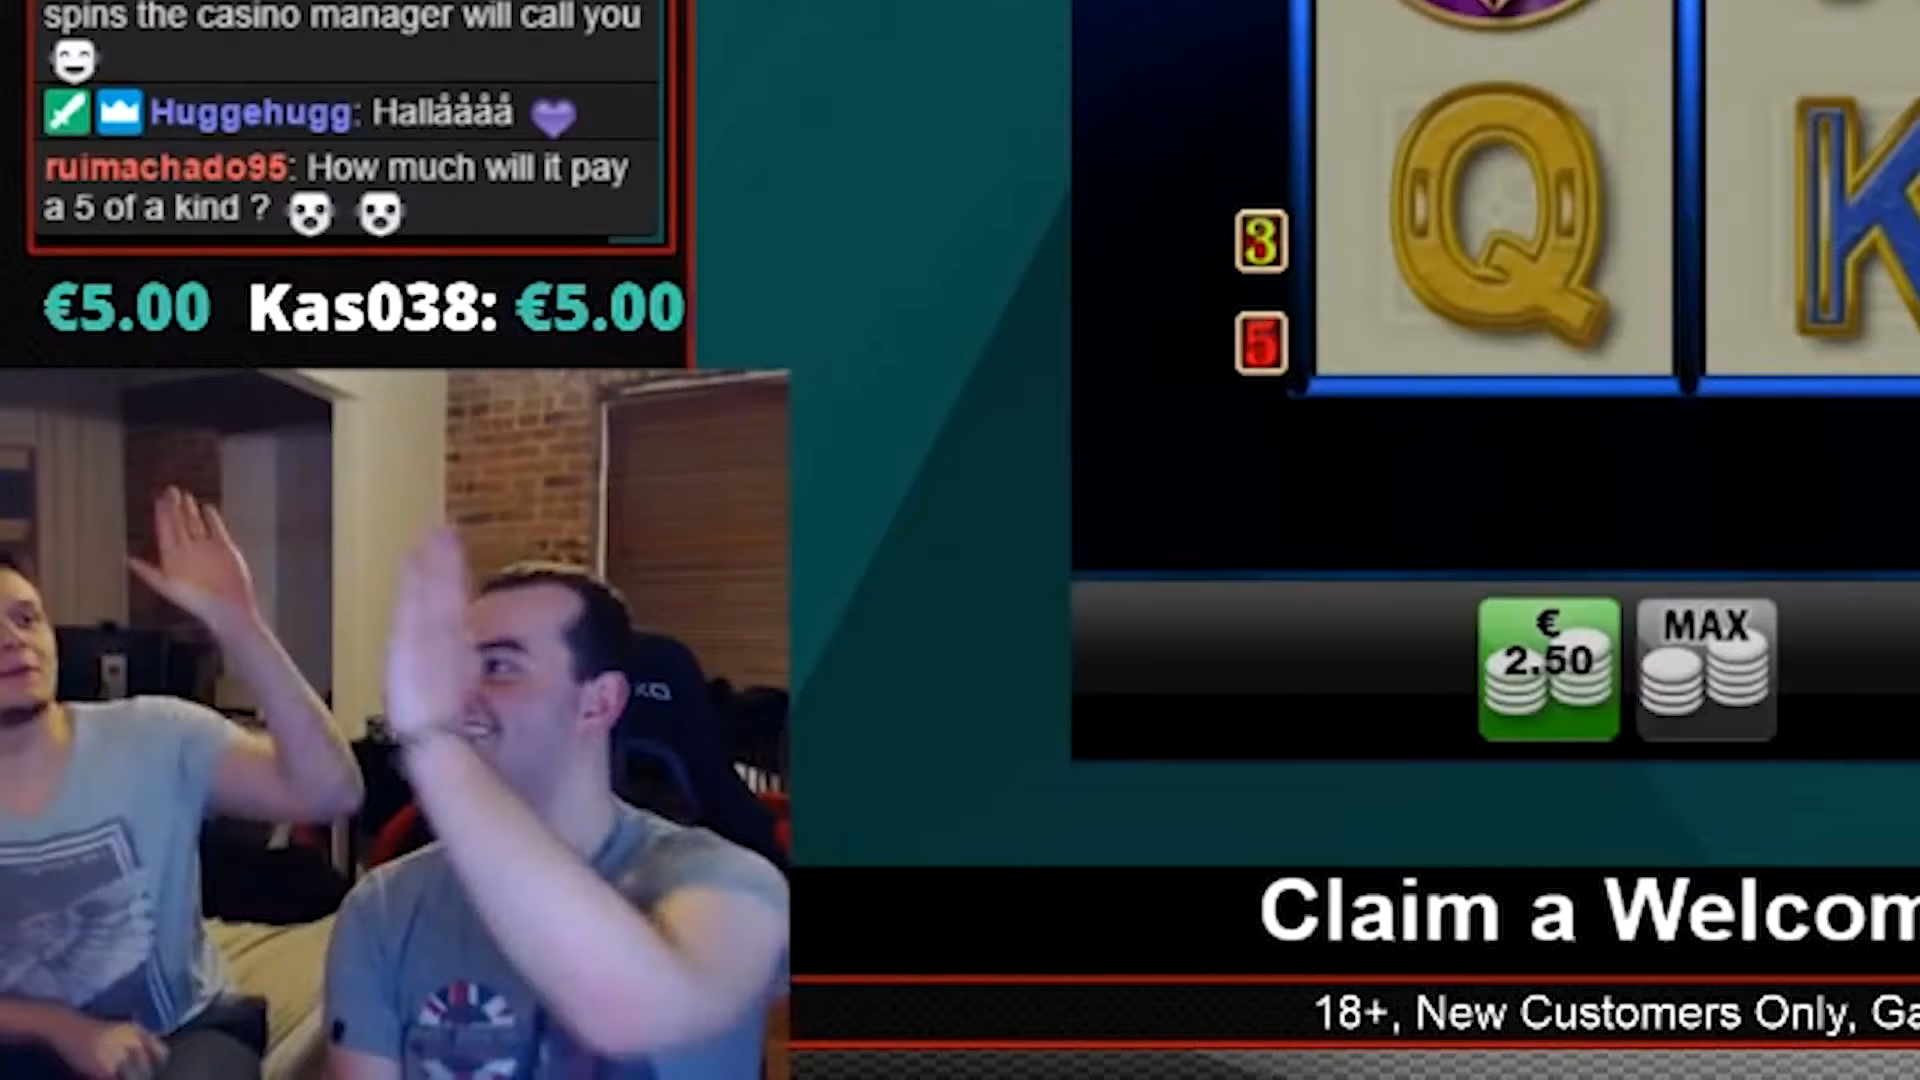 spins the casino manager will call you
Huggehugg: Hallåååå
ruimachado95: How much will it pay
a 5 of a kind ?
€5.00 Kas038: €5.00
3
5
Q
K
€
2.50
MAX
Claim a Welcom
18+, New Customers Only, Ga